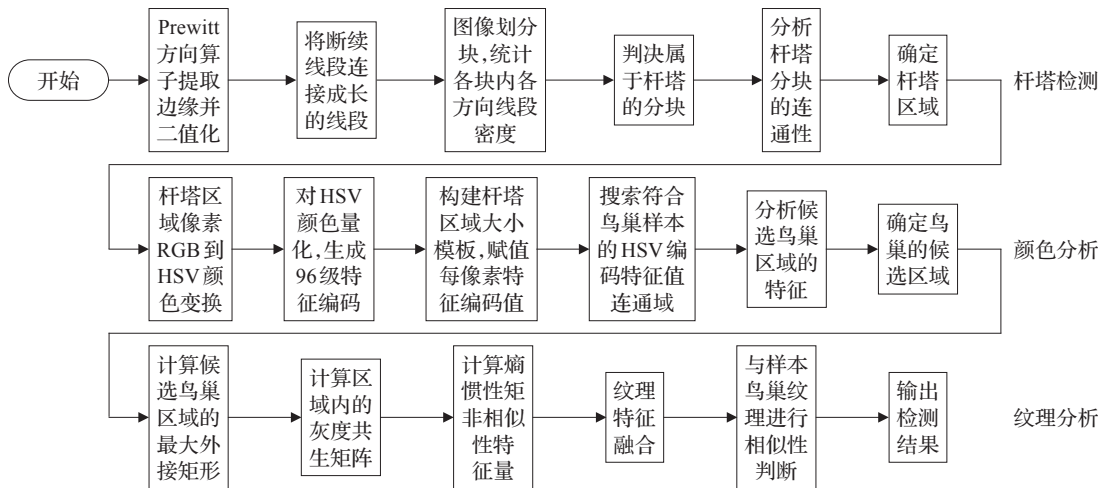 开始
Prewitt
方向算
子提取
边缘并
二值化
将断续
线段连
接成长
的线段
图像划分
块,统计
各块内各
方向线段
密度
判决属
于杆塔
的分块
分析
杆塔
分块
的连
通性
确定
杆塔
区域
杆塔检测
杆塔区
域像素
RGB到
HSV颜
色变换
对HSV
颜色量
化,生成
96级特
征编码
构建杆塔
区域大小
模板,赋值
每像素特
征编码值
搜索符合
鸟巢样本
的HSV编
码特征值
连通域
分析候
选鸟巢
区域的
特征
确定鸟
巢的候
选区域
颜色分析
计算候
选鸟巢
区域的
最大外
接矩形
计算区
域内的
灰度共
生矩阵
计算熵
惯性矩
非相似
性特
征量
纹理
特征
融合
与样本
鸟巢纹
理进行
相似性
判断
输出
检测
结果
纹理分析